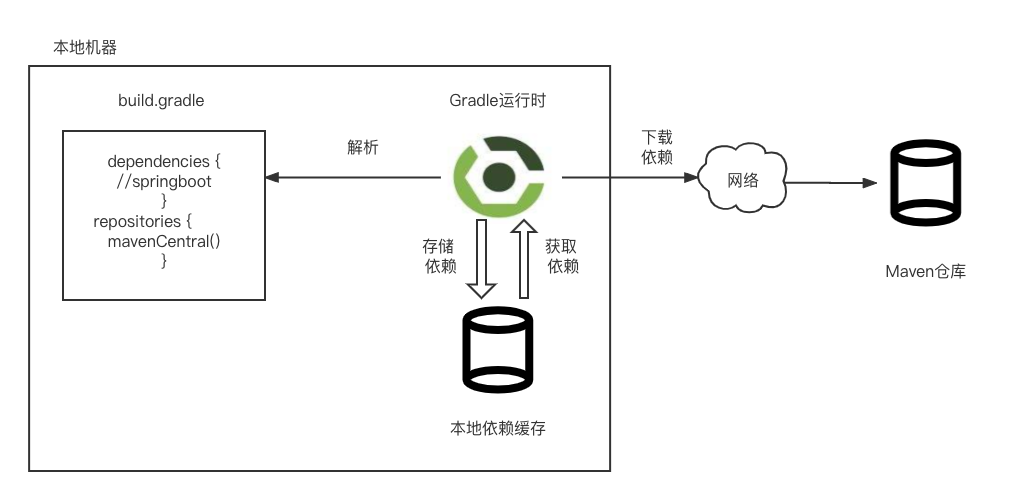 本地机器
build.gradle
dependencies {
//springboot
}
repositories {
mavenCentral()
}
解析
Gradle运行时
存储
依赖
获取
依赖
本地依赖缓存
下载
依赖
网络
Maven仓库